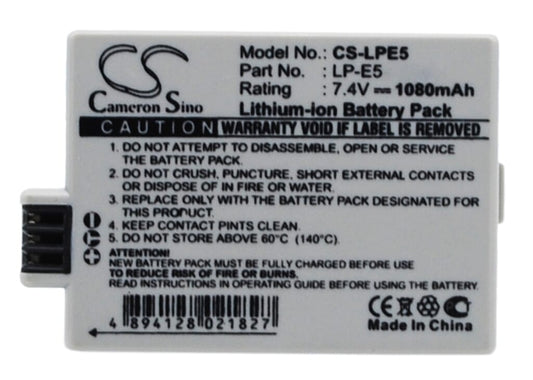 CS
Cameron Sino
Model No.: CS-LPE5
Part No. : LP-E5
Rating : 7.4V 1080mAh
Lithium-ion Battery Pack
CAUTION WARRANTY VOID IF LABEL IS REMOVED
1. DO NOT ATTEMPT TO DISASSEMBLE, OPEN OR SERVICE
THE BATTERY PACK.
2. DO NOT CRUSH, PUNCTURE, SHORT EXTERNAL CONTACTS
OR DISPOSE OF IN FIRE OR WATER.
3. REPLACE ONLY WITH THE BATTERY PACK DESIGNATED FOR
THIS PRODUCT.
4. KEEP CONTACT PINTS CLEAN.
5. DO NOT STORE ABOVE 60°C (140°C).
ATTENTION!
NEW BATTERY PACK MUST BE FULLY CHARGED BEFORE USE
TO REDUCE RISK OF FIRE OR BURNS.
READ INSTRUCTIONS IN OPERATING GUIDE BEFORE USE.
4 894128 021827
CE
Made In China